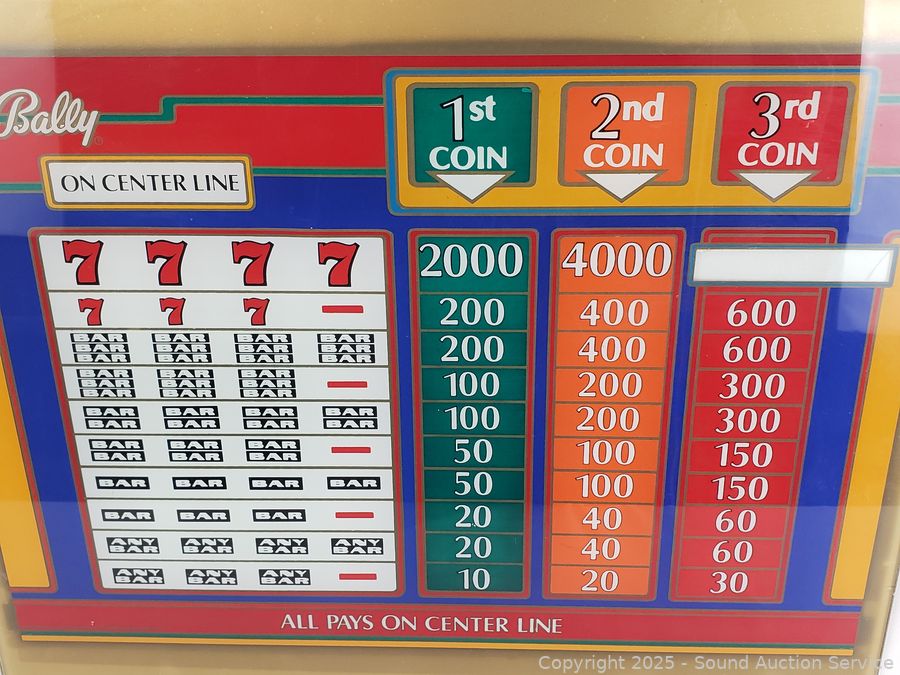 Bally
1st COIN
2nd COIN
3rd COIN
ON CENTER LINE
7 7 7 7 2000 4000
7 7 7 200 400 600
BAR BAR BAR BAR
BAR BAR BAR BAR
BAR BAR BAR BAR
200 400 600
BAR BAR BAR
BAR BAR BAR
BAR BAR BAR
100 200 300
BAR BAR BAR BAR
BAR BAR BAR BAR
100 200 300
BAR BAR BAR
BAR BAR BAR
50 100 150
BAR BAR BAR BAR 50 100 150
BAR BAR BAR 20 40 60
ANY ANY ANY ANY
BAR BAR BAR BAR
20 40 60
ANY ANY ANY
BAR BAR BAR
10 20 30
ALL PAYS ON CENTER LINE
Copyright 2025 - Sound Auction Service